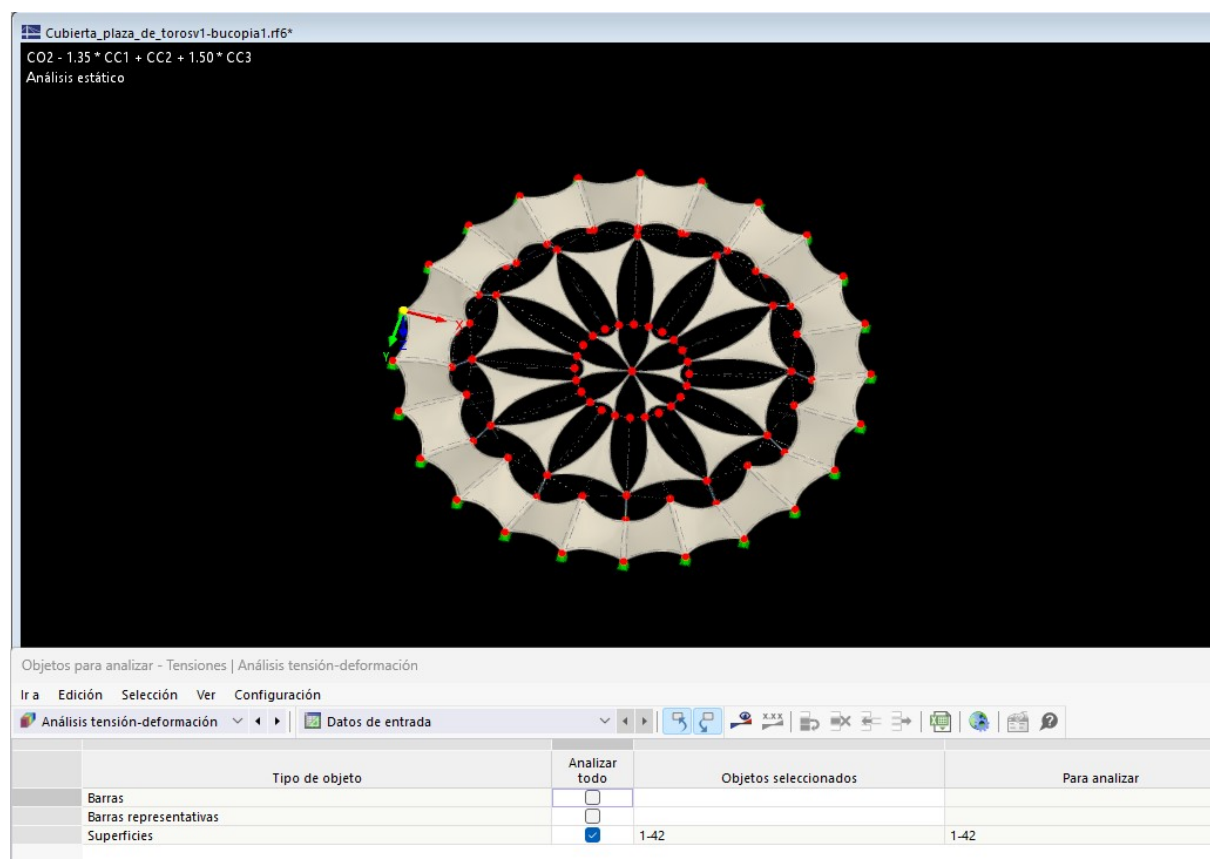 Cubierta_plaza_de_torosv1-bucopia1.rf6*
CO2 - 1.35 * CC1 + CC2 + 1.50 * CC3
Análisis estático
X
Y
Z
Objetos para analizar - Tensiones | Análisis tensión-deformación
Ir a Edición Selección Ver Configuración
Análisis tensión-deformación Datos de entrada x.xx
Tipo de objeto Analizar todo Objetos seleccionados Para analizar
Barras
Barras representativas
Superficies 1-42 1-42